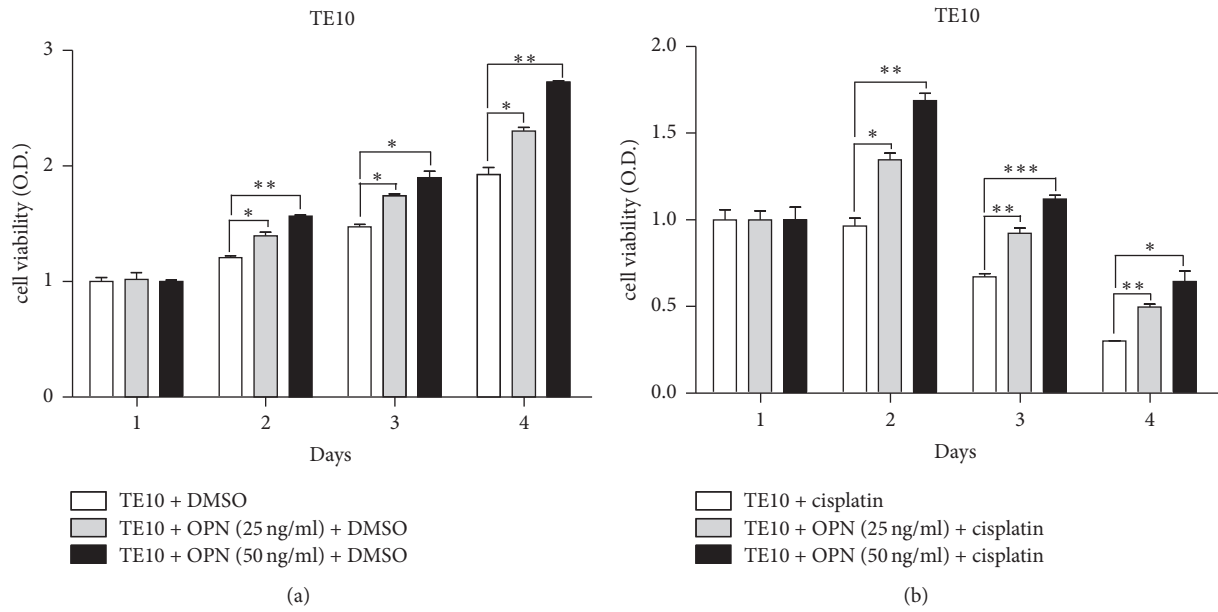 TE10
cell viability (O.D.)
3
2
1
0
*
**
*
*
*
**
1
2
3
4
Days
TE10 + DMSO
TE10 + OPN (25 ng/ml) + DMSO
TE10 + OPN (50 ng/ml) + DMSO
(a)
TE10
cell viability (O.D.)
2.0
1.5
1.0
0.5
0.0
*
**
**
***
**
*
1
2
3
4
Days
TE10 + cisplatin
TE10 + OPN (25 ng/ml) + cisplatin
TE10 + OPN (50 ng/ml) + cisplatin
(b)